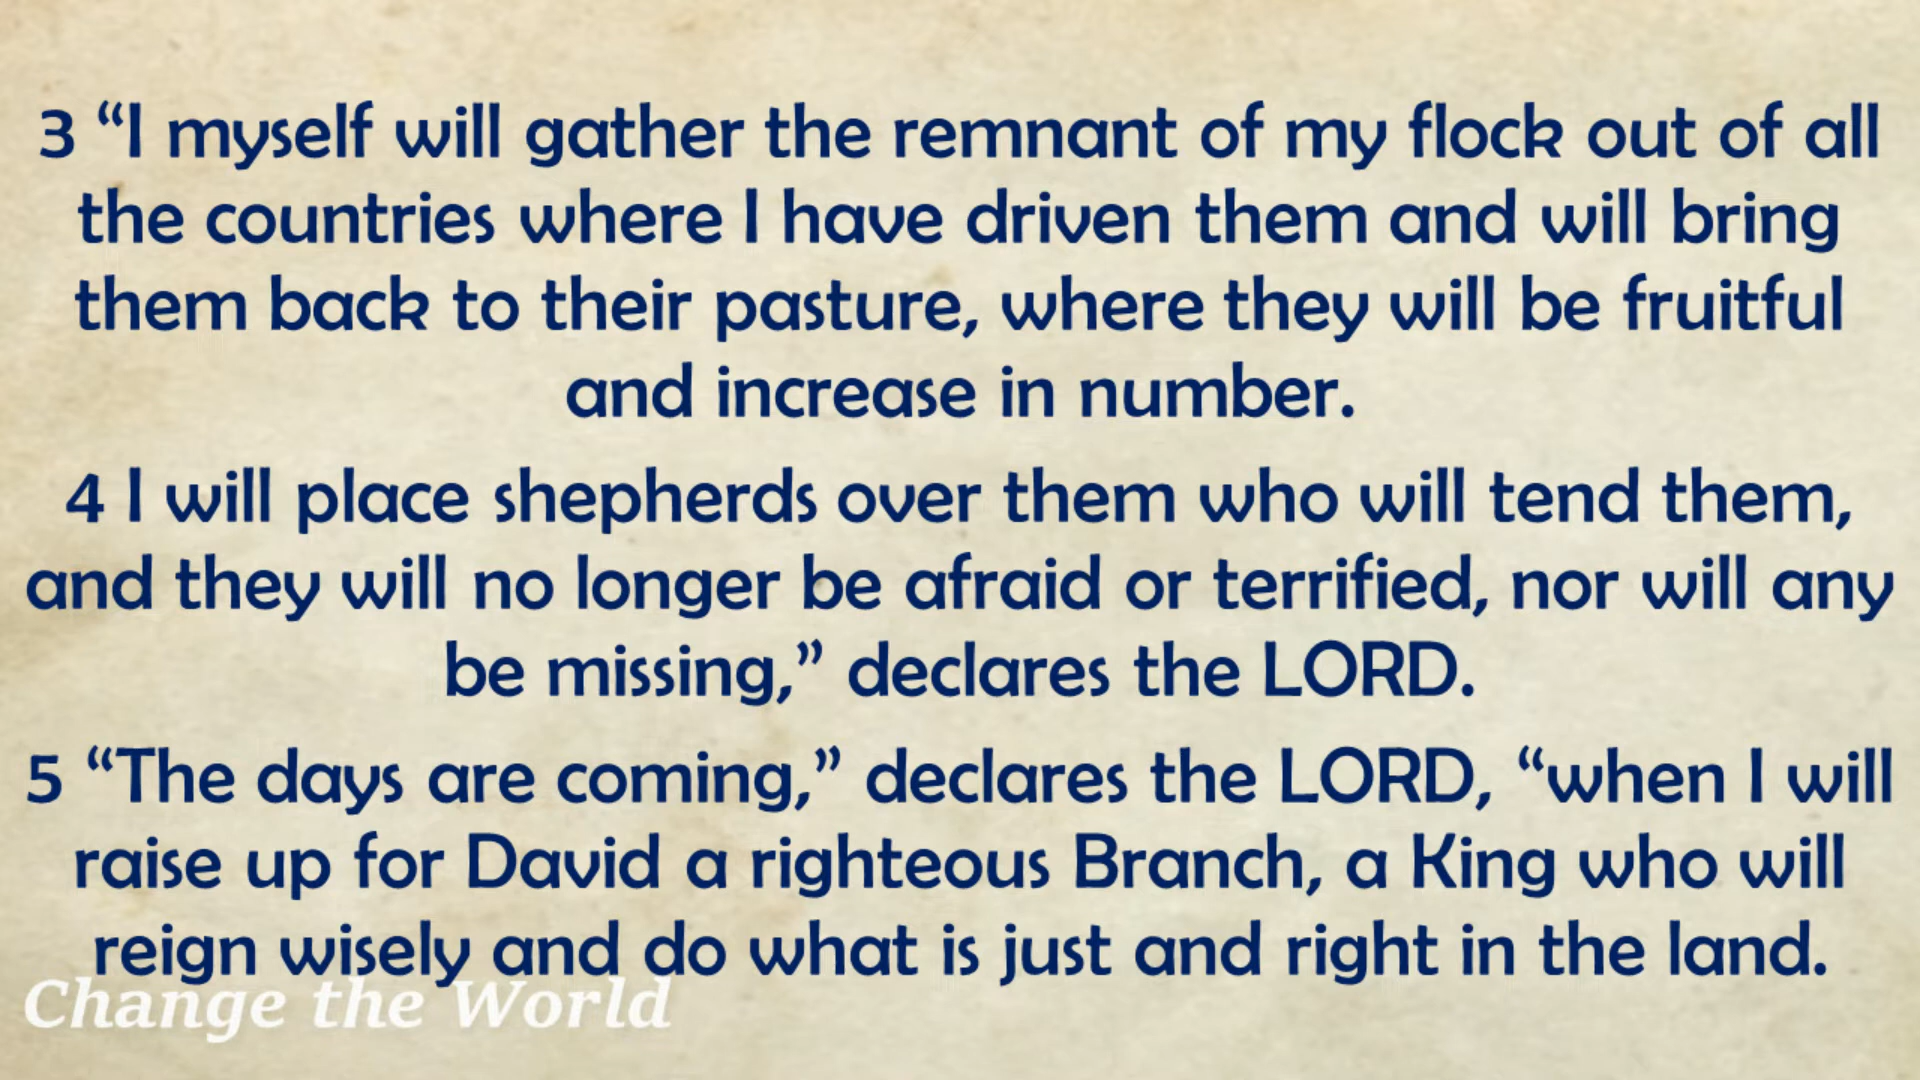 3 “I myself will gather the remnant of my flock out of all
the countries where I have driven them and will bring
them back to their pasture, where they will be fruitful
and increase in number.
4 I will place shepherds over them who will tend them,
and they will no longer be afraid or terrified, nor will any
be missing,” declares the LORD.
5 “The days are coming,” declares the LORD, “when I will
raise up for David a righteous Branch, a King who will
reign wisely and do what is just and right in the land.
Change the World